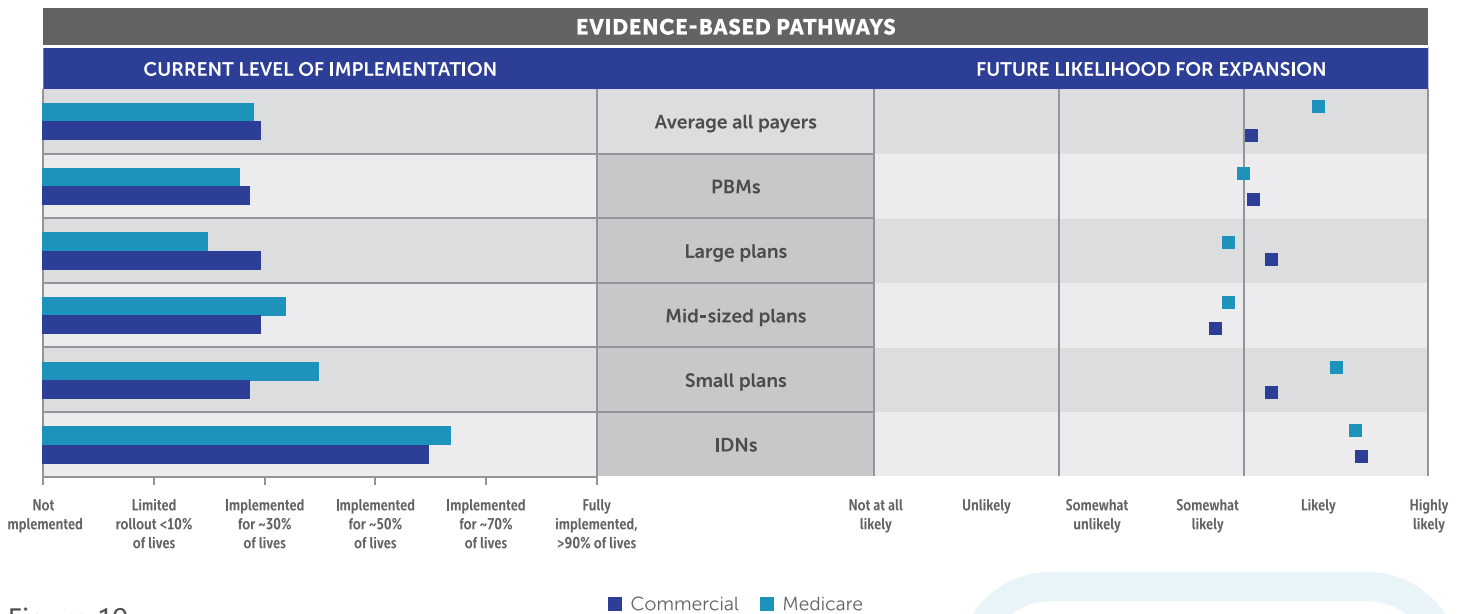 EVIDENCE-BASED PATHWAYS
CURRENT LEVEL OF IMPLEMENTATION
FUTURE LIKELIHOOD FOR EXPANSION
Average all payers
PBMs
Large plans
Mid-sized plans
Small plans
IDNs
Not
mplemented
Limited
rollout <10%
of lives
Implemented
for ~30%
of lives
Implemented
for ~50%
of lives
Implemented
for ~70%
of lives
Fully
implemented,
>90% of lives
Not at all
likely
Unlikely
Somewhat
unlikely
Somewhat
likely
Likely
Highly
likely
Commercial
Medicare
Figure 10